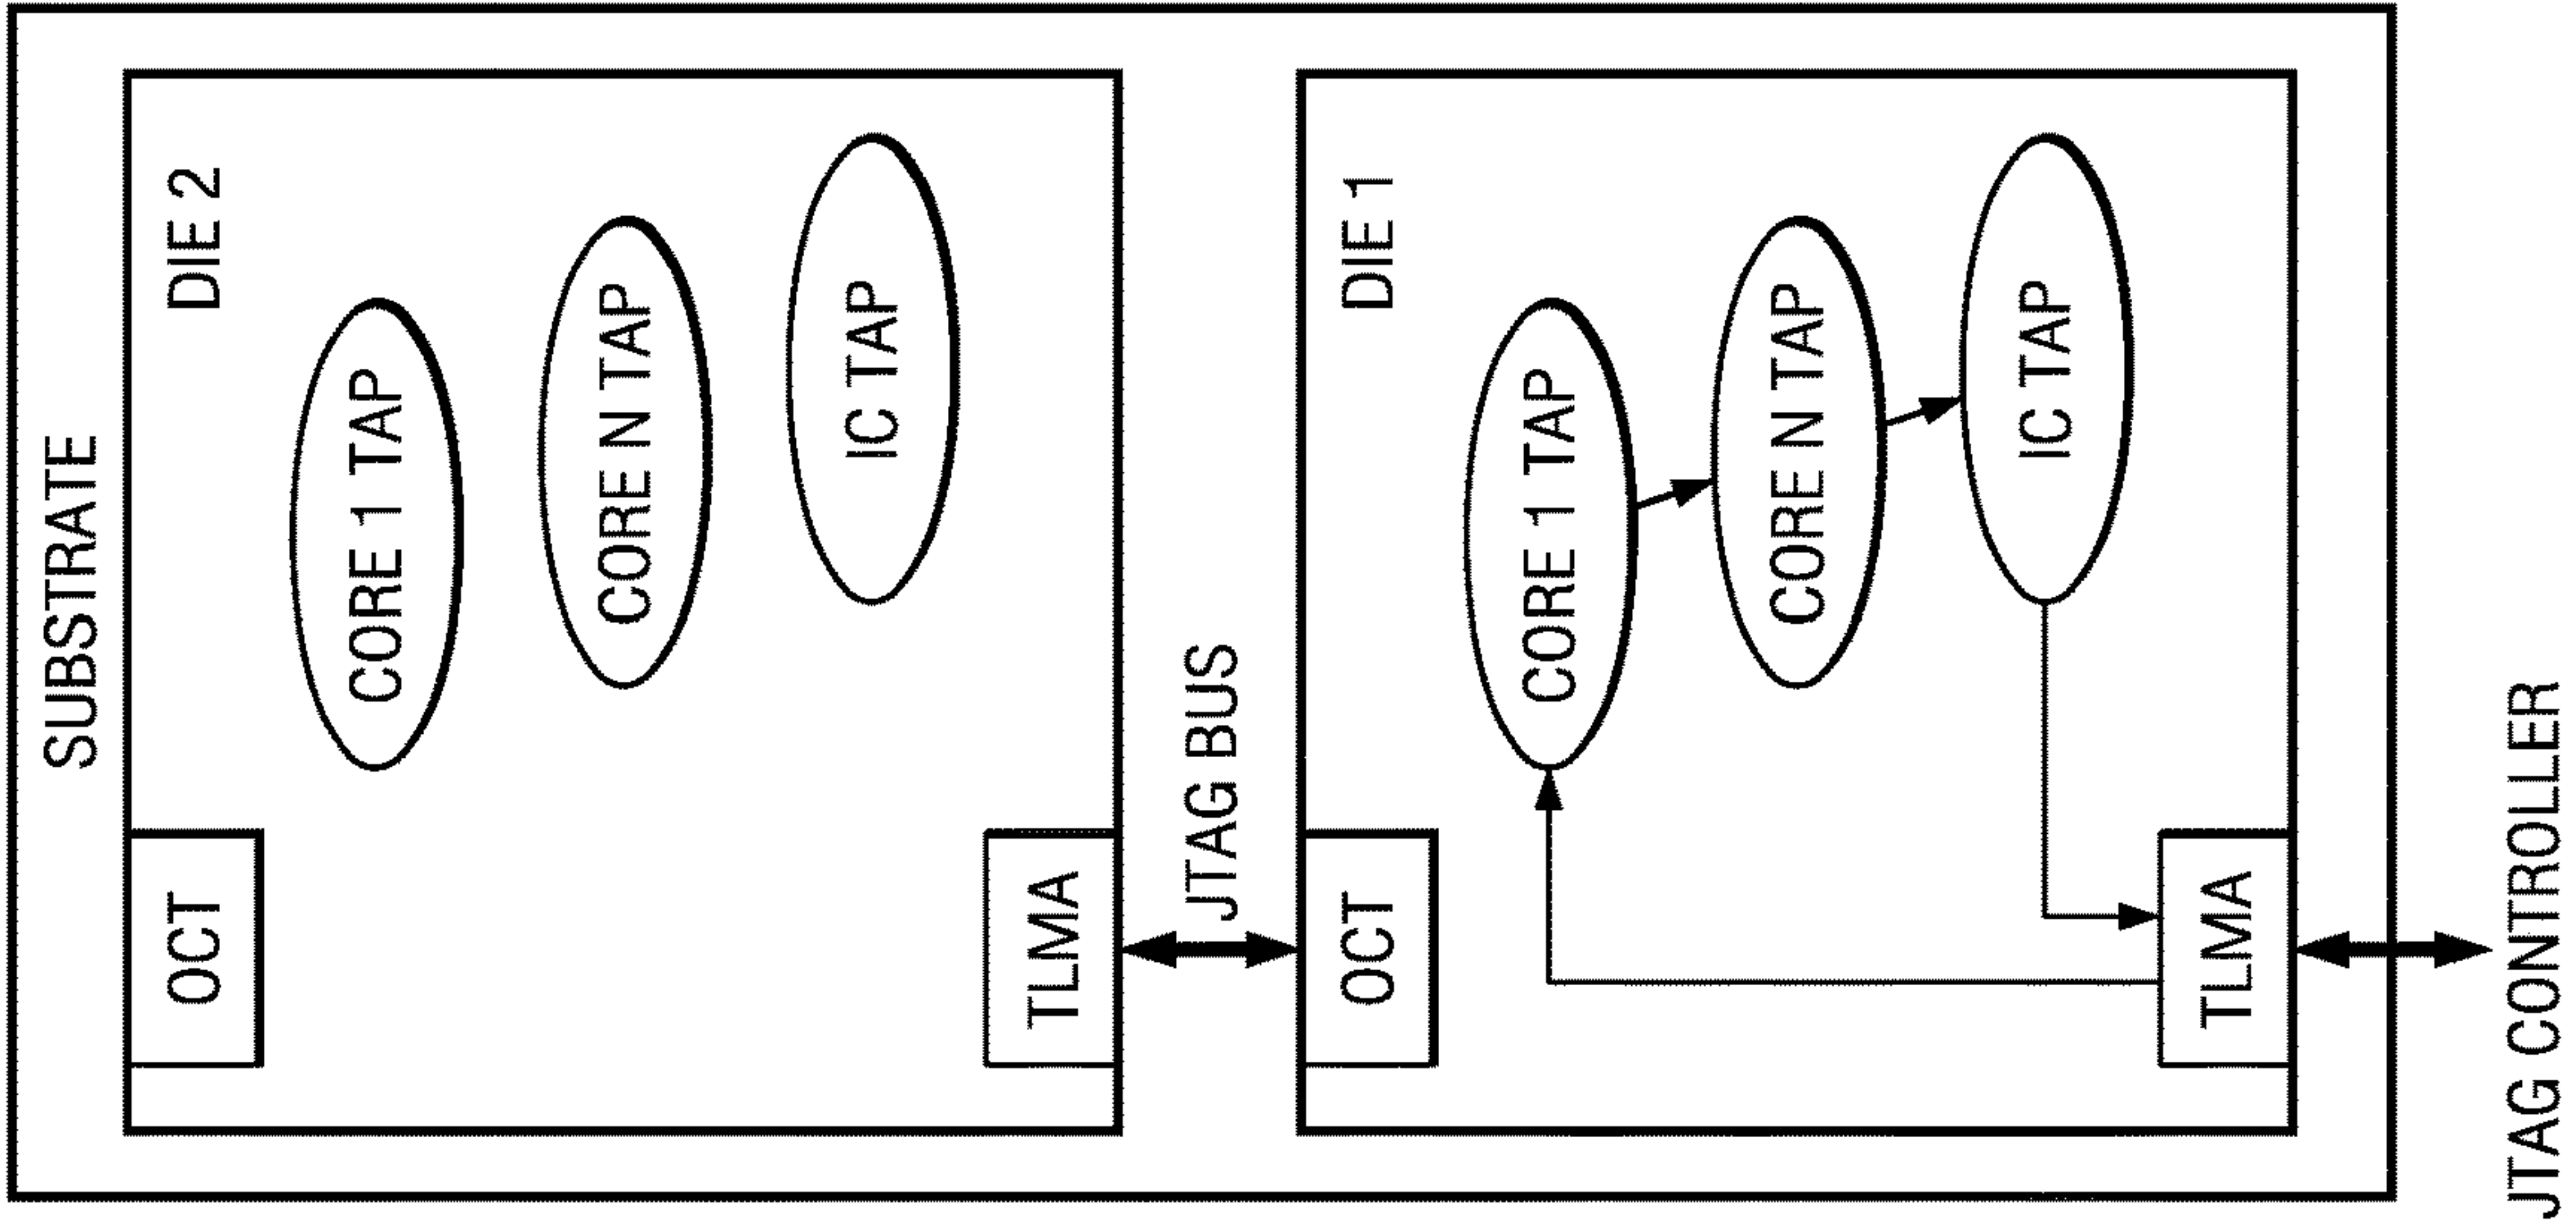 SUBSTRATE
DIE 2
OCT
CORE 1 TAP
CORE N TAP
IC TAP
TLMA
JTAG BUS
DIE 1
OCT
CORE 1 TAP
CORE N TAP
IC TAP
TLMA
JTAG CONTROLLER